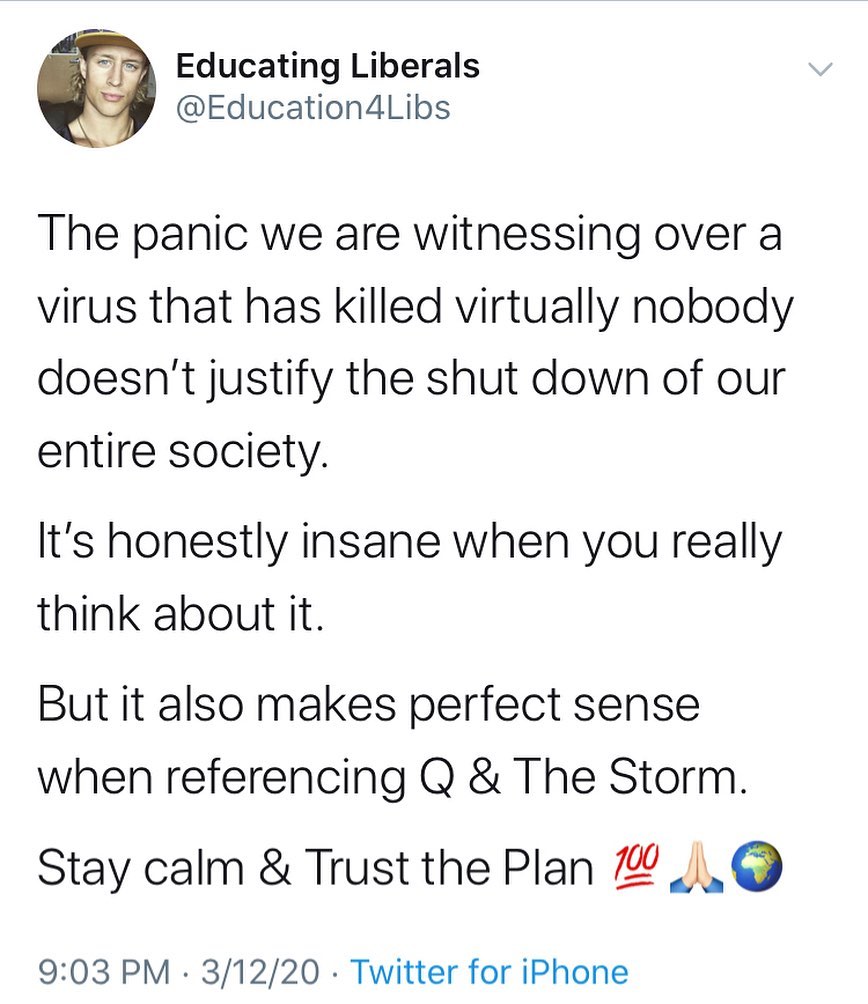 Educating Liberals
@Education4Libs
The panic we are witnessing over a
virus that has killed virtually nobody
doesn’t justify the shut down of our
entire society.
It’s honestly insane when you really
think about it.
But it also makes perfect sense
when referencing Q & The Storm.
Stay calm & Trust the Plan 💯🙏🏻🌍
9:03 PM · 3/12/20 · Twitter for iPhone